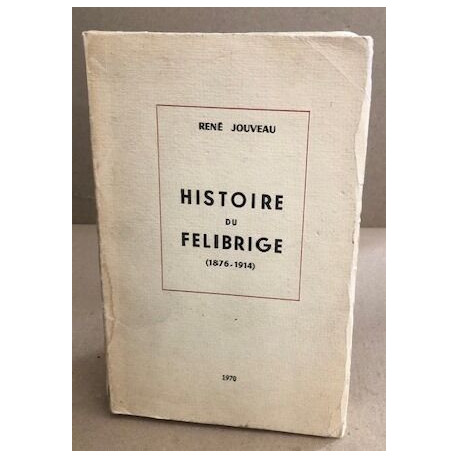 RENÉ JOUVEAU
HISTOIRE
DU
FELIBRIGE
(1876-1914)
1970